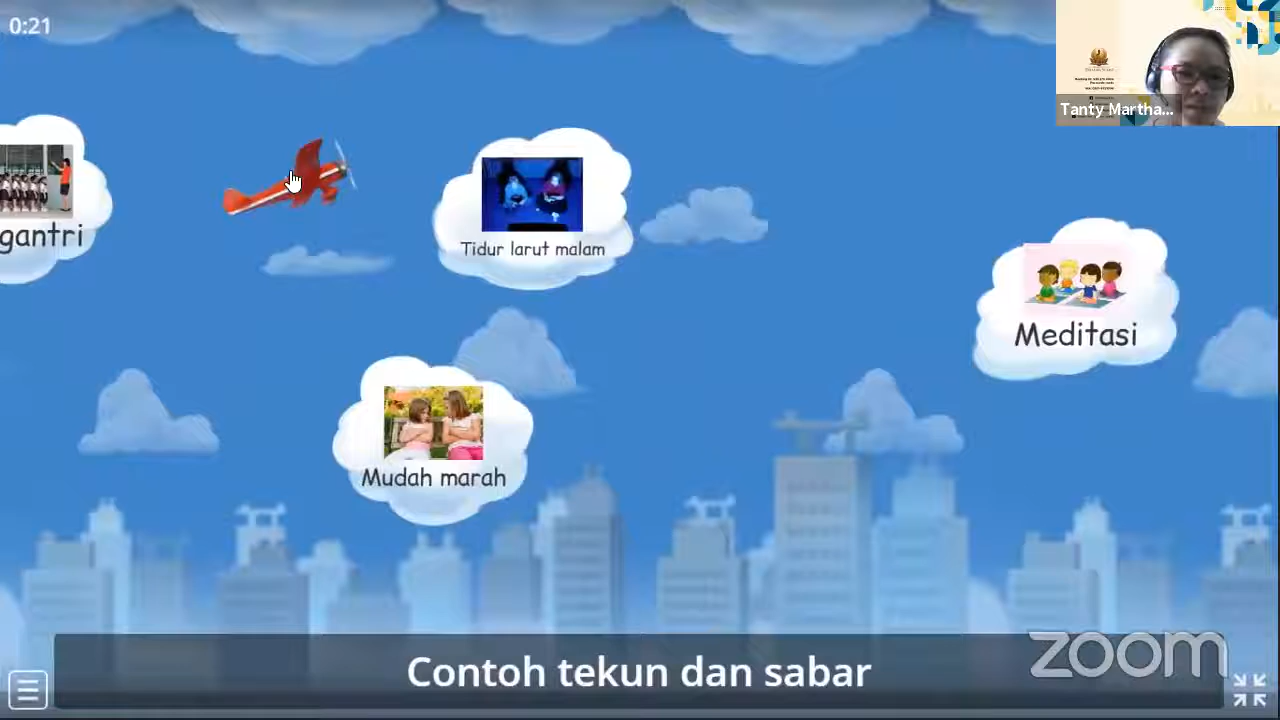 0:21
Tanty Martha...
gantri
Tidur larut malam
Meditasi
Mudah marah
Contoh tekun dan sabar
zoom